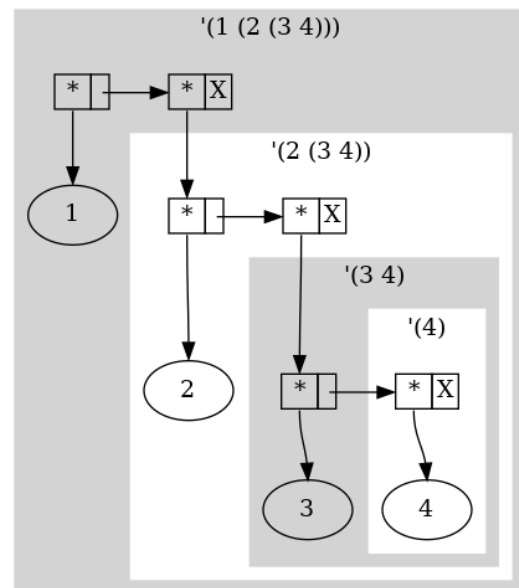 '(1 (2 (3 4)))
* * X
'(2 (3 4))
1 * * X
'(3 4)
'(4)
2 * * X
3 4